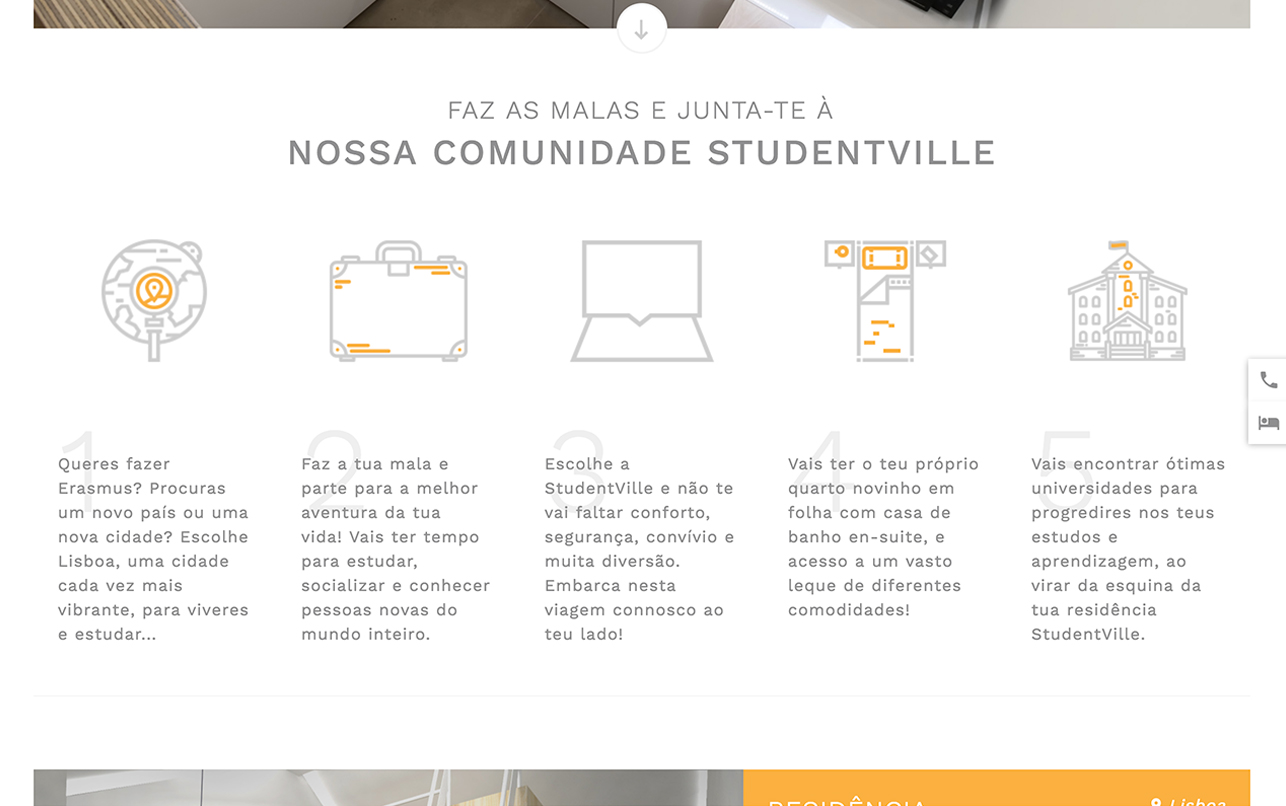 FAZ AS MALAS E JUNTA-TE À
NOSSA COMUNIDADE STUDENTVILLE
1
Queres fazer
Erasmus? Procuras
um novo país ou uma
nova cidade? Escolhe
Lisboa, uma cidade
cada vez mais
vibrante, para viveres
e estudar...
2
Faz a tua mala e
parte para a melhor
aventura da tua
vida! Vais ter tempo
para estudar,
socializar e conhecer
pessoas novas do
mundo inteiro.
3
Escolhe a
StudentVille e não te
vai faltar conforto,
segurança, convívio e
muita diversão.
Embarca nesta
viagem connosco ao
teu lado!
4
Vais ter o teu próprio
quarto novinho em
folha com casa de
banho en-suite, e
acesso a um vasto
leque de diferentes
comodidades!
5
Vais encontrar ótimas
universidades para
progredires nos teus
estudos e
aprendizagem, ao
virar da esquina da
tua residência
StudentVille.
RESIDÊNCIA
Lisboa